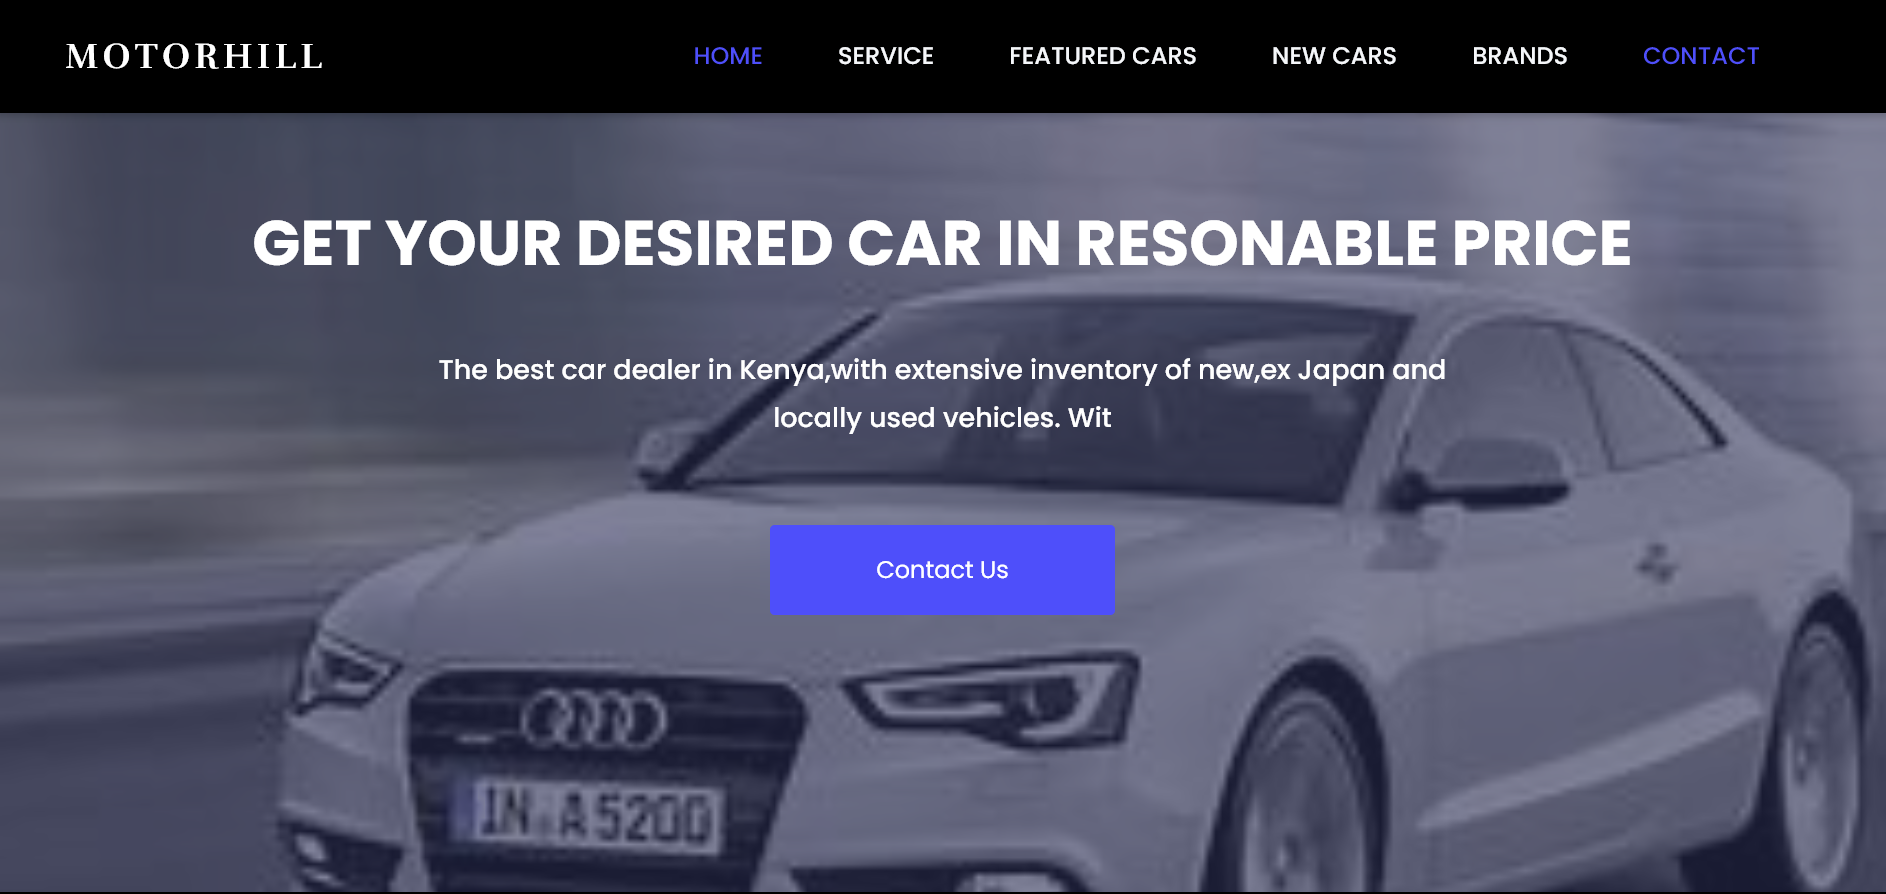 MOTORHILL
HOME SERVICE FEATURED CARS NEW CARS BRANDS CONTACT
GET YOUR DESIRED CAR IN RESONABLE PRICE
The best car dealer in Kenya,with extensive inventory of new,ex Japan and
locally used vehicles. Wit
Contact Us
IN A 5200